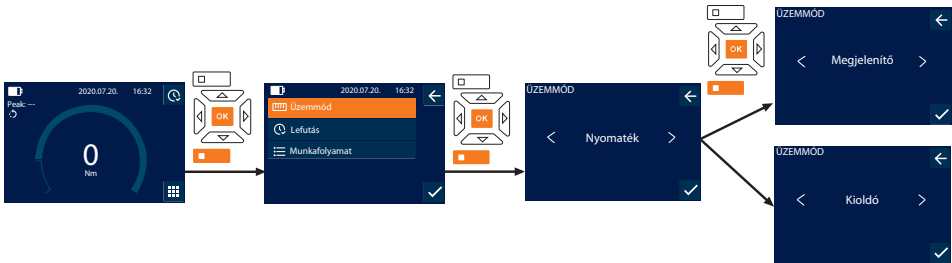 2020.07.20. 16:32
Peak: ---
0
Nm
OK
2020.07.20. 16:32
Üzemmód
Lefutás
Munkafolyamat
OK
ÜZEMMÓD
Nyomaték
OK
ÜZEMMÓD
Megjelenítő
ÜZEMMÓD
Kioldó